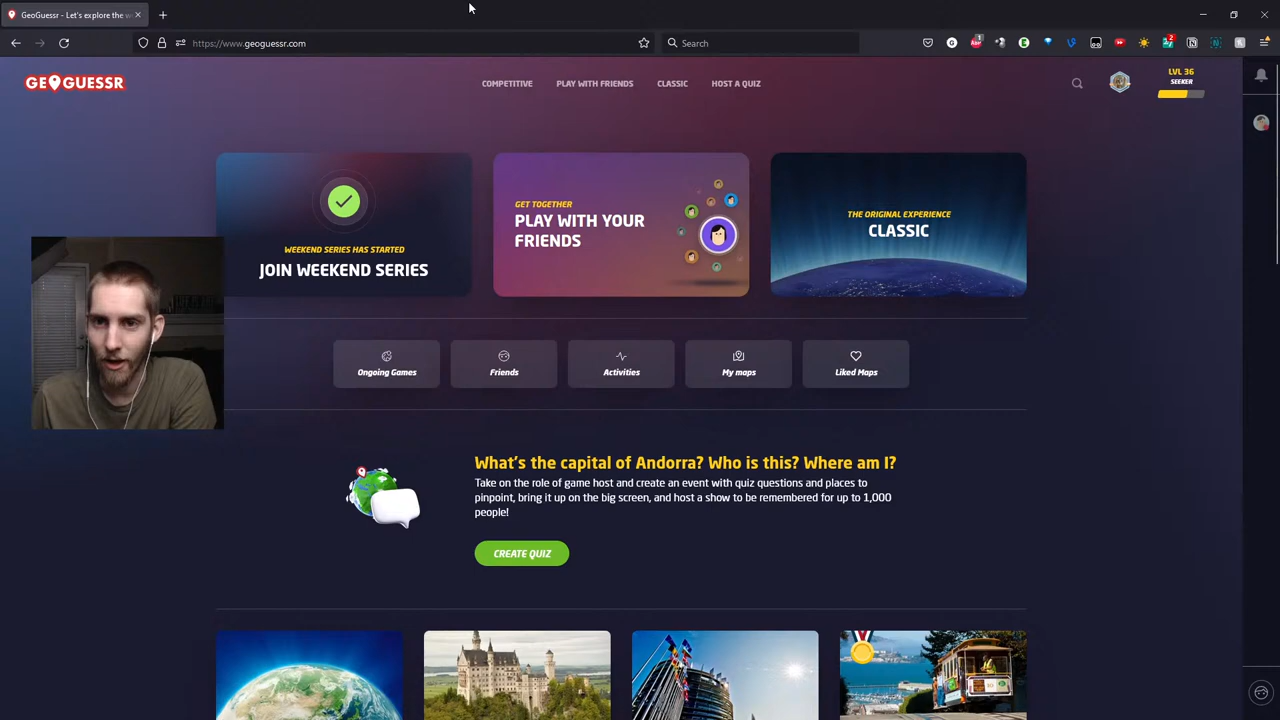 GeoGuessr - Let's explore the w
https://www.geoguessr.com
Search
GEOGUESSR
COMPETITIVE
PLAY WITH FRIENDS
CLASSIC
HOST A QUIZ
LVL 36
SEEKER
WEEKEND SERIES HAS STARTED
JOIN WEEKEND SERIES
GET TOGETHER
PLAY WITH YOUR
FRIENDS
THE ORIGINAL EXPERIENCE
CLASSIC
Ongoing Games
Friends
Activities
My maps
Liked Maps
What's the capital of Andorra? Who is this? Where am I?
Take on the role of game host and create an event with quiz questions and places to
pinpoint, bring it up on the big screen, and host a show to be remembered for up to 1,000
people!
CREATE QUIZ